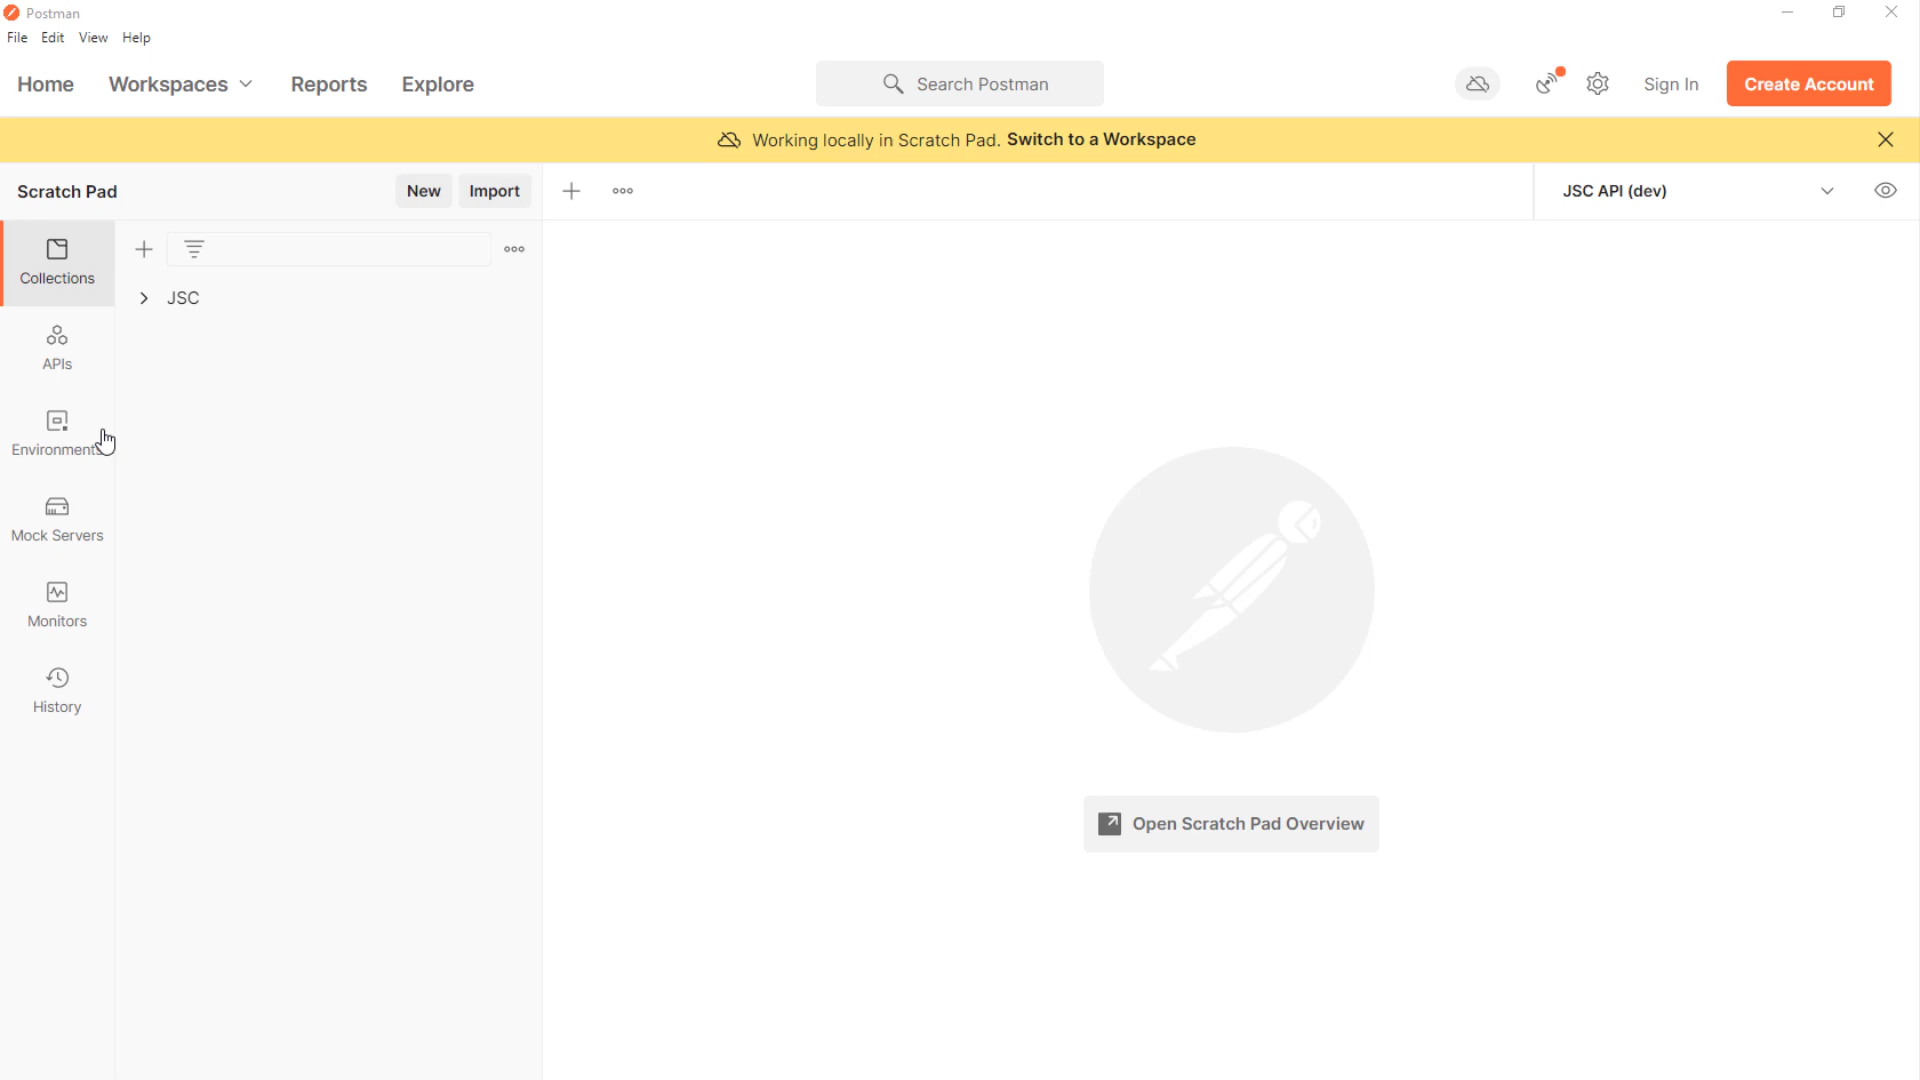 Postman
File Edit View Help
Home Workspaces Reports Explore Search Postman Sign In Create Account
Working locally in Scratch Pad. Switch to a Workspace
Scratch Pad New Import JSC API (dev)
Collections
JSC
APIs
Environments
Mock Servers
Monitors
History
Open Scratch Pad Overview